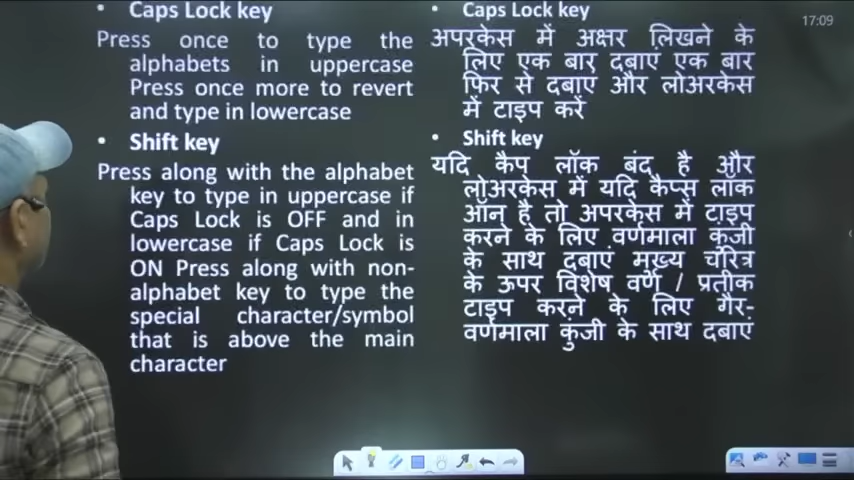 17:09
• Caps Lock key
Press once to type the
alphabets in uppercase
Press once more to revert
and type in lowercase
• Shift key
Press along with the alphabet
key to type in uppercase if
Caps Lock is OFF and in
lowercase if Caps Lock is
ON Press along with non-
alphabet key to type the
special character/symbol
that is above the main
character
• Caps Lock key
अपरकेस में अक्षर लिखने के
लिए एक बार दबाएं एक बार
फिर से दबाएं और लोअरकेस
में टाइप करें
• Shift key
यदि कैप लॉक बंद है और
लोअरकेस में यदि कैप्स लॉक
ऑन है तो अपरकेस में टाइप
करने के लिए वर्णमाला कुंजी
के साथ दबाएं मुख्य चरित्र
के ऊपर विशेष वर्ण / प्रतीक
टाइप करने के लिए गैर-
वर्णमाला कुंजी के साथ दबाएं